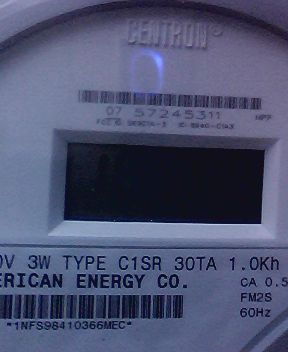 CENTRON®
07 57245311 HPF
0V 3W TYPE C1SR 30TA 1.0Kh
ERICAN ENERGY CO. CA 0.5
FM2S
*1NFS98410366MEC* 60Hz